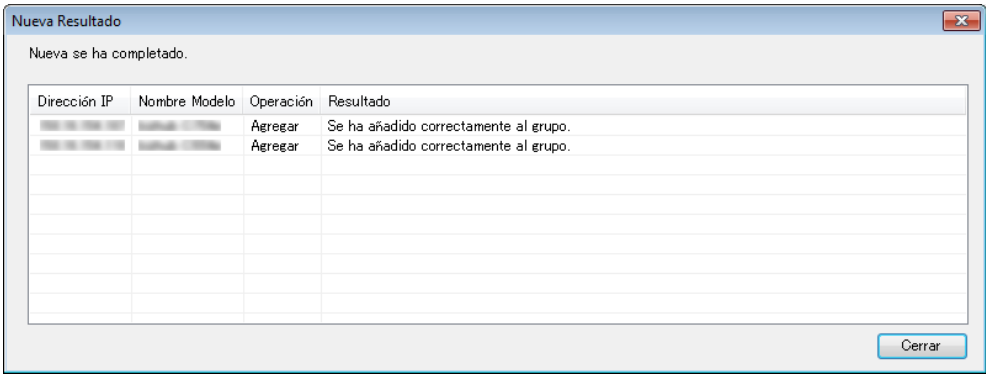 Nueva Resultado
Nueva se ha completado.
Dirección IP Nombre Modelo Operación Resultado
Agregar Se ha añadido correctamente al grupo.
Agregar Se ha añadido correctamente al grupo.
Cerrar